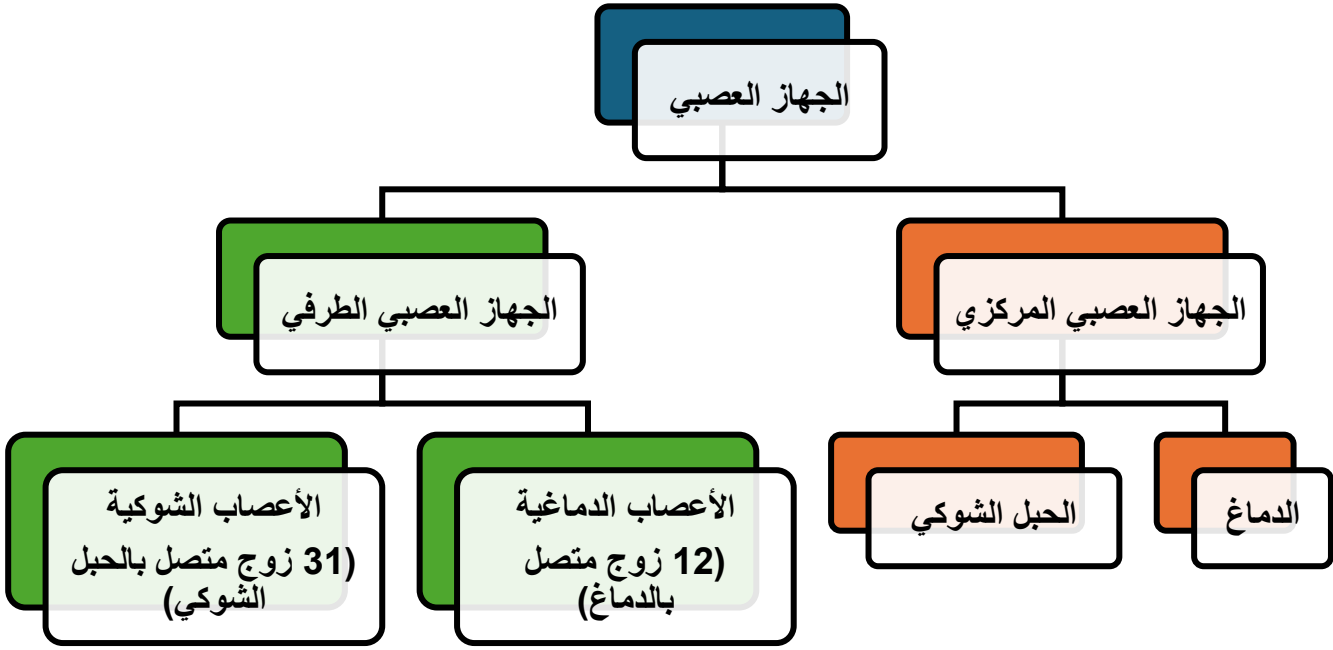 الجهاز العصبي
الجهاز العصبي المركزي
الجهاز العصبي الطرفي
الدماغ
الحبل الشوكي
الأعصاب الدماغية
(12 زوج متصل
بالدماغ)
الأعصاب الشوكية
(31 زوج متصل بالحبل
الشوكي)